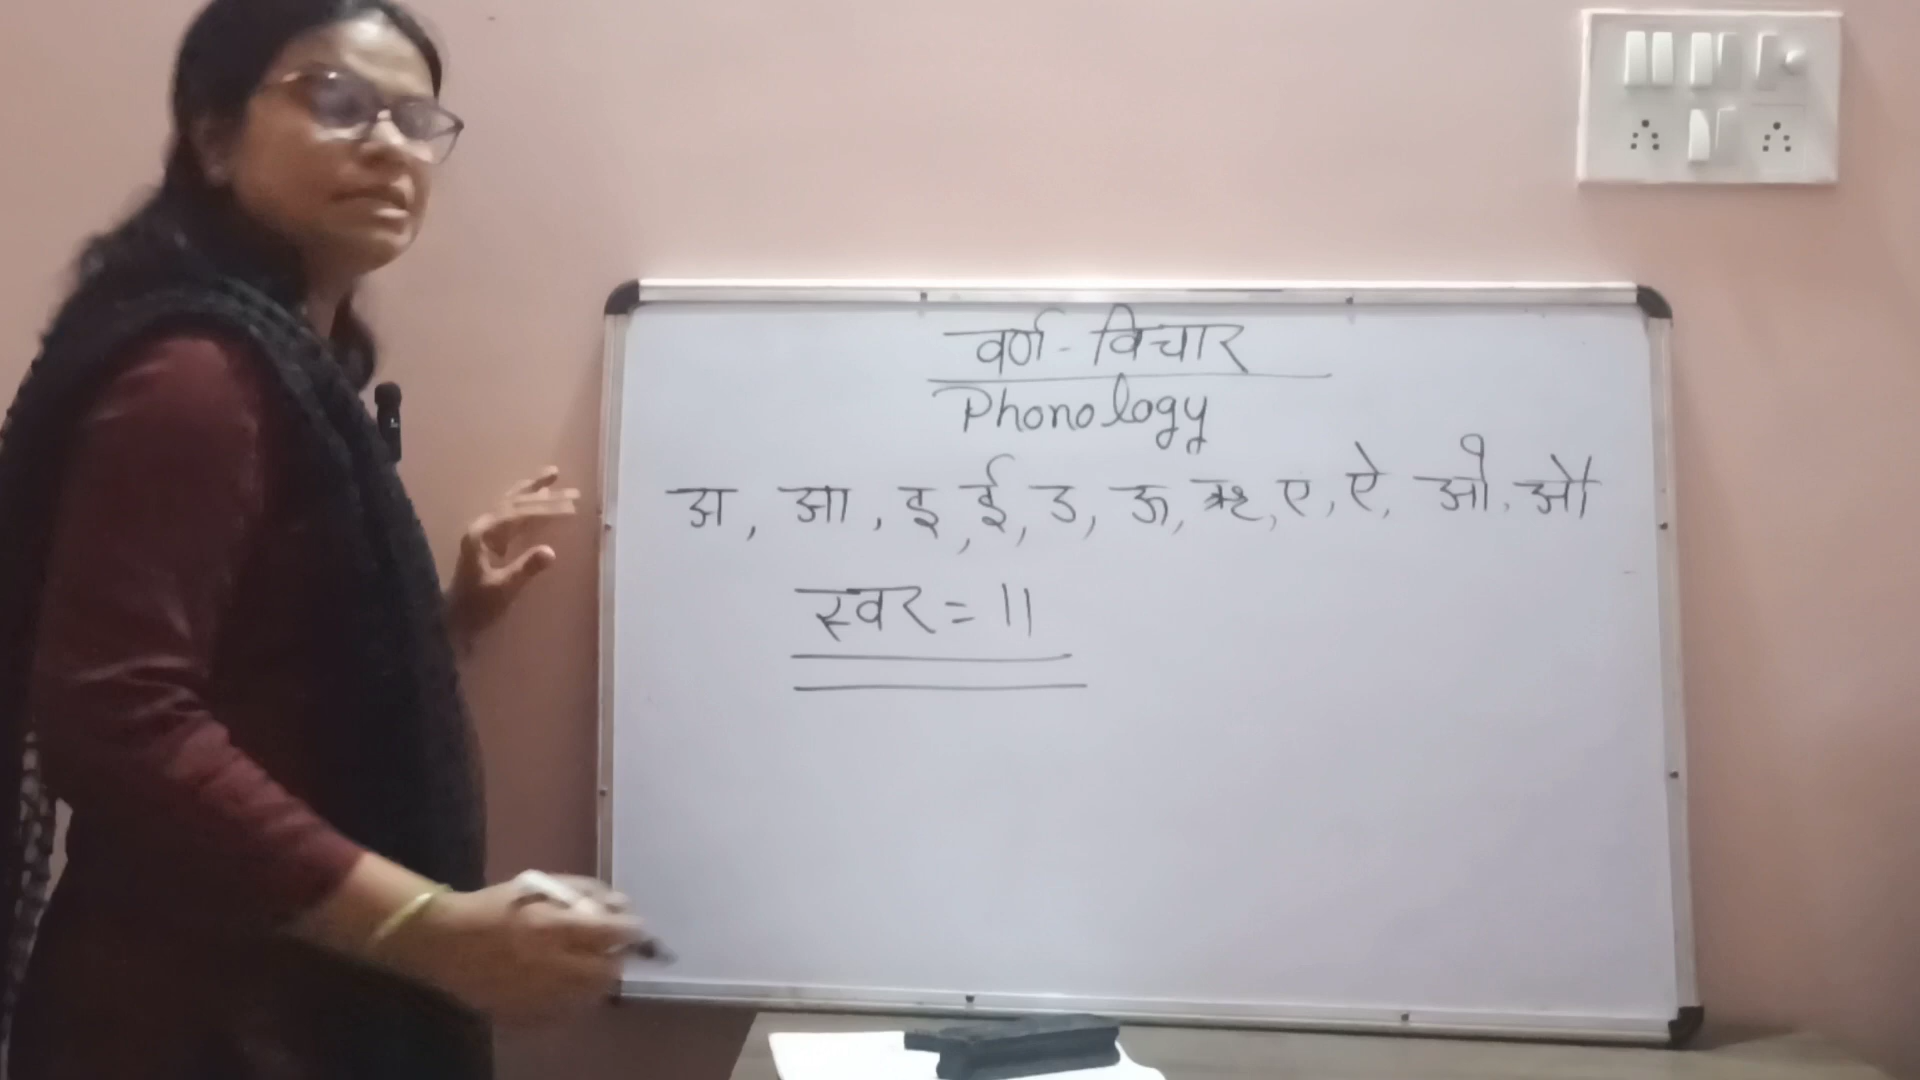 वर्ण - विचार
Phonology
अ, आ, इ, ई, उ, ऊ, ऋ, ए, ऐ, ओ, औ
स्वर = 11